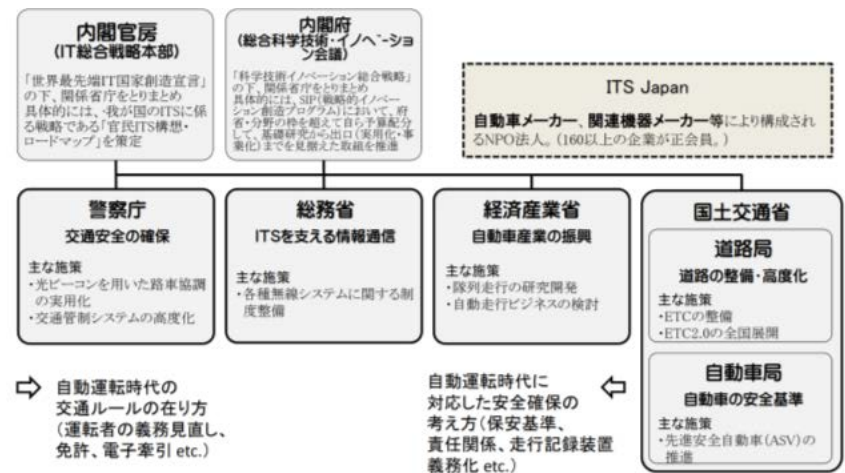 内閣官房
(IT総合戦略本部)
「世界最先端IT国家創造宣言」
の下、関係省庁をとりまとめ
具体的には、我が国のITSに係
る戦略である「官民ITS構想・
ロードマップ」を策定
内閣府
(総合科学技術・イノベーショ
ン会議)
「科学技術イノベーション総合戦略」
の下、関係省庁をとりまとめ
具体的には、SIP(戦略的イノベー
ション創造プログラム)において、府
省・分野の枠を超えて自ら予算配分
して、基礎研究から出口(実用化・事
業化)までを見据えた取組を推進
ITS Japan
自動車メーカー、関連機器メーカー等により構成され
るNPO法人。(160以上の企業が正会員。)
警察庁
交通安全の確保
主な施策
・光ビーコンを用いた路車協調
の実用化
・交通管制システムの高度化
総務省
ITSを支える情報通信
主な施策
・各種無線システムに関する制
度整備
経済産業省
自動車産業の振興
主な施策
・隊列走行の研究開発
・自動走行ビジネスの検討
国土交通省
道路局
道路の整備・高度化
主な施策
・ETCの整備
・ETC2.0の全国展開
自動車局
自動車の安全基準
主な施策
・先進安全自動車(ASV)の
推進
⇨ 自動運転時代の
交通ルールの在り方
(運転者の義務見直し、
免許、電子牽引 etc.)
自動運転時代に ⇦
対応した安全確保の
考え方(保安基準、
責任関係、走行記録装置
義務化 etc.)